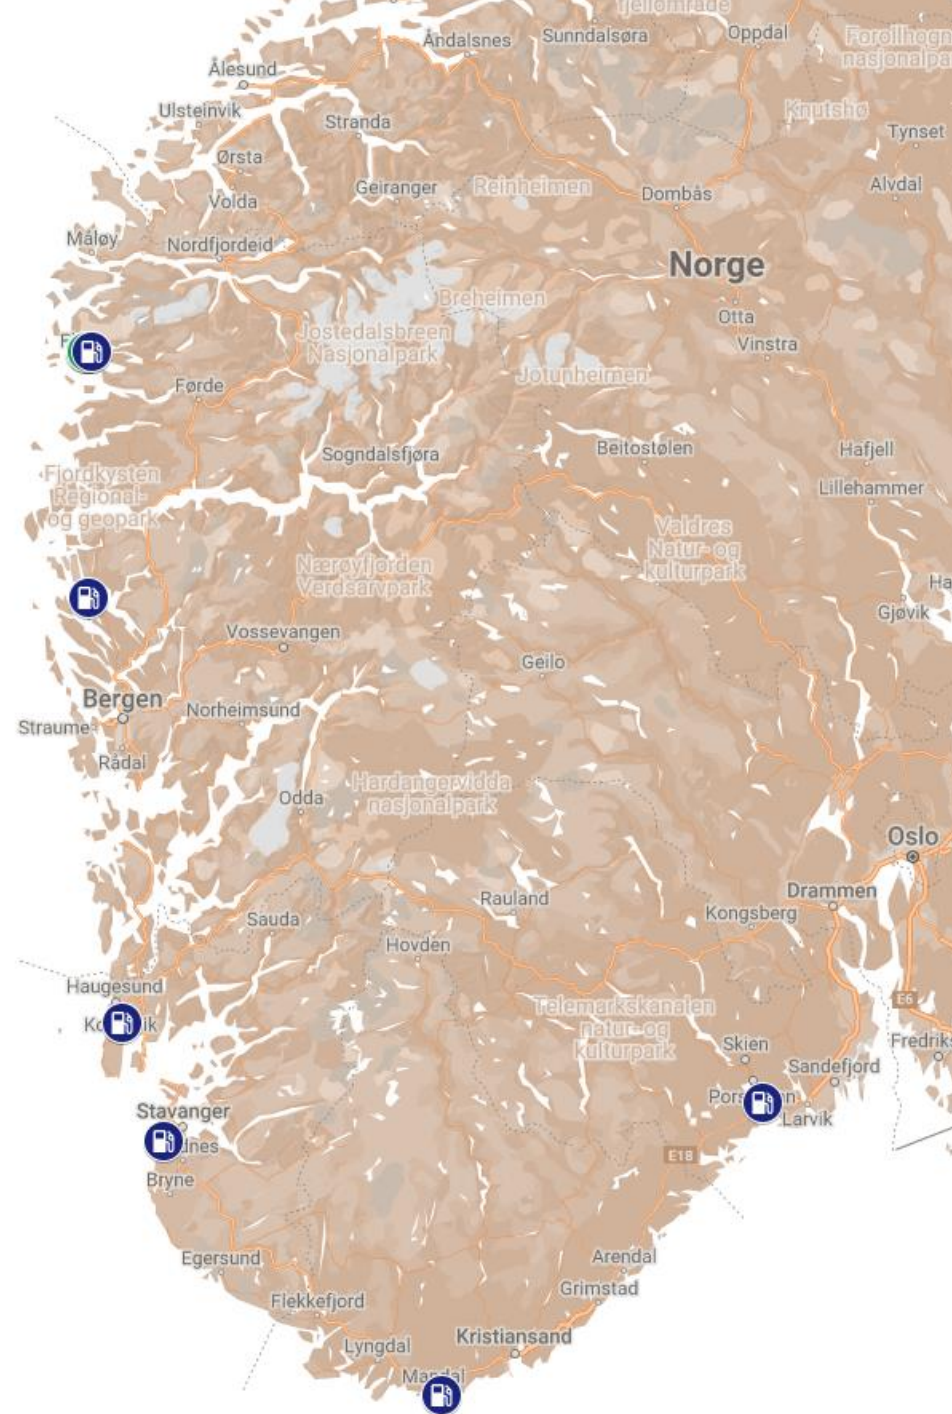 fjellområde
Åndalsnes
Sunndalsøra
Oppdal
Forollhogn
Ålesund
Ulsteinvik
Stranda
Knutshø
Tynset
Ørsta
Geiranger
Reinheimen
Dombås
Alvdal
Volda
Måløy
Nordfjordeid
Norge
Breheimen
Otta
Jostedalsbreen
Nasjonalpark
Vinstra
Jotunheimen
Førde
Sogndalsfjøra
Beitostølen
Hafjell
Fjordkysten
Regional-
og geopark
Lillehammer
Valdres
Natur- og
kulturpark
Nærøyfjorden
Verdsarvpark
Ha
Gjøvik
Vossevangen
Geilo
Bergen
Norheimsund
Straume
Rådal
Hardangervidda
nasjonalpark
Odda
Oslo
Drammen
Rauland
Kongsberg
Sauda
Hovden
Haugesund
E6
Telemarkskanalen
natur- og
kulturpark
Skien
Fredriks
Sandefjord
Larvik
Stavanger
dnes
E18
Bryne
Egersund
Arendal
Grimstad
Flekkefjord
Kristiansand
Lyngdal